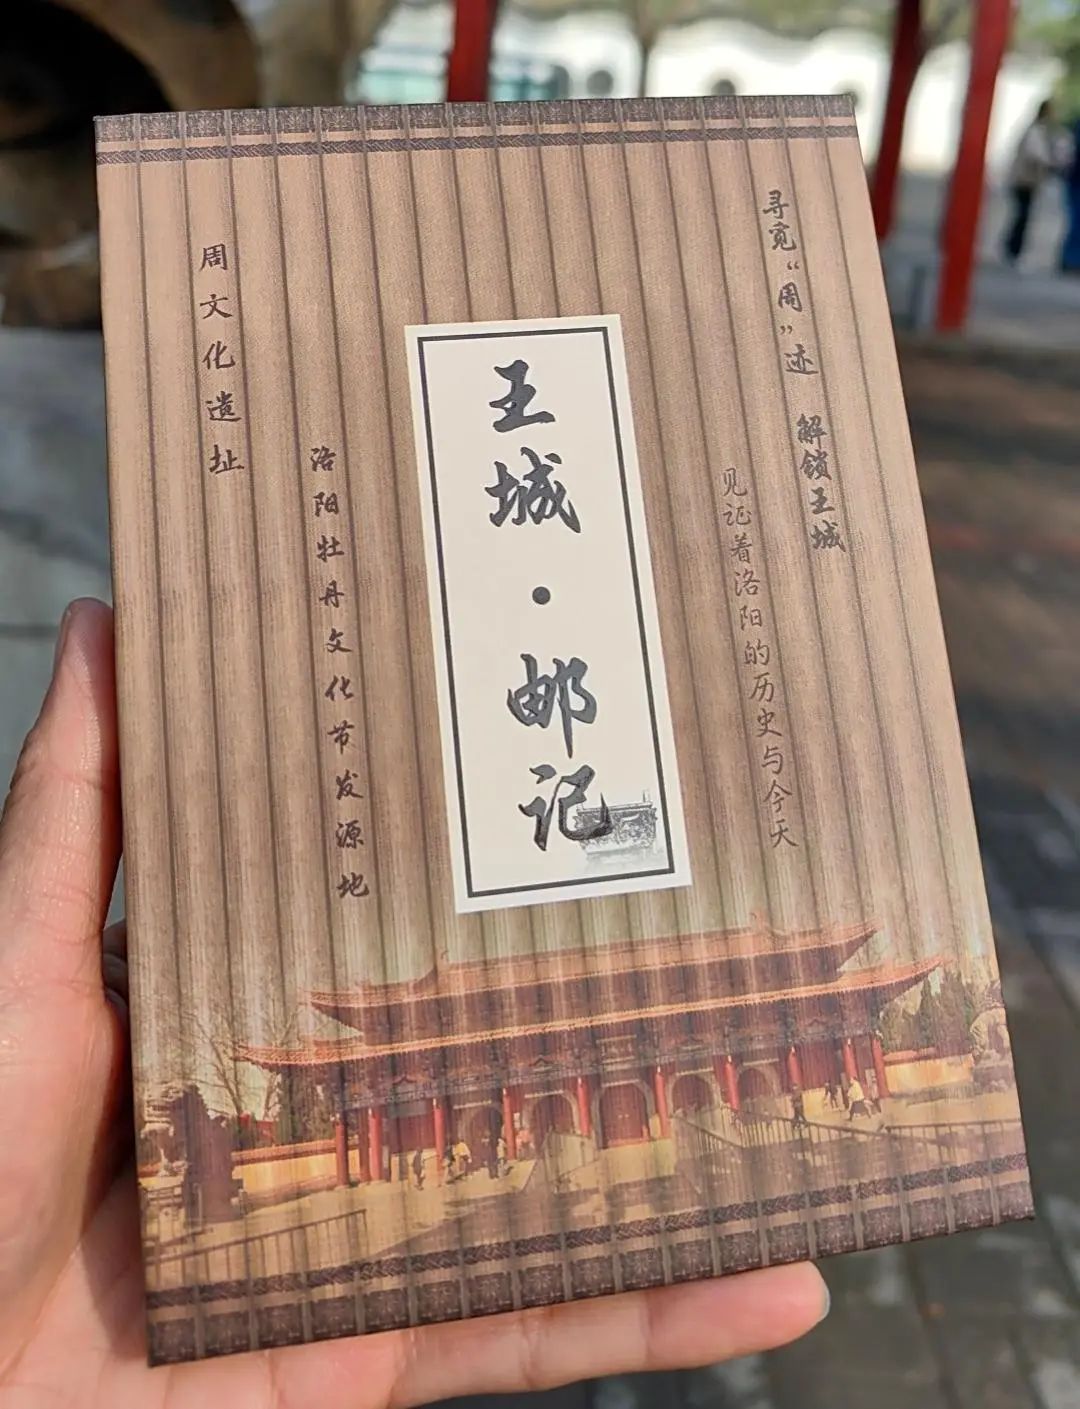 寻觅“周”迹 解锁王城
见证着洛阳的历史与今天
王城·邮记
洛阳牡丹文化节发源地
周文化遗址